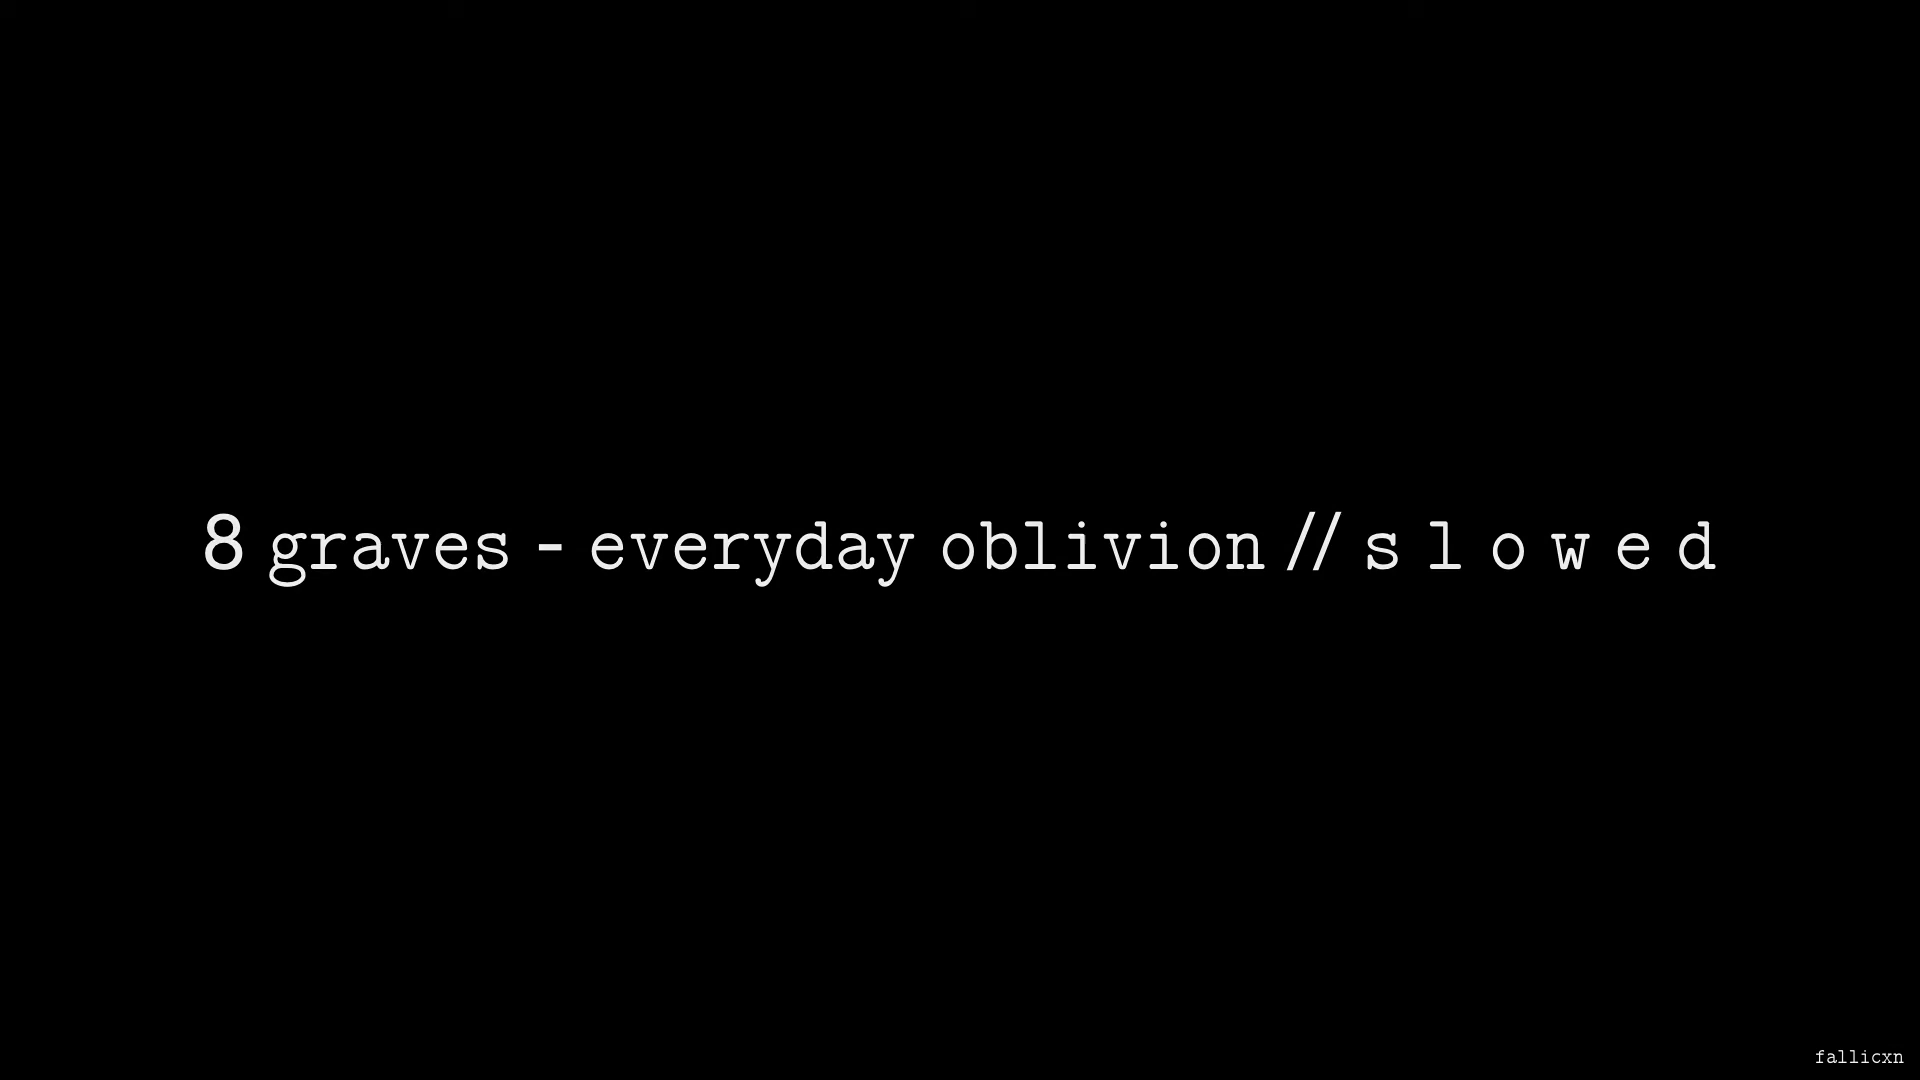 8 graves - everyday oblivion // s l o w e d
fallicxn